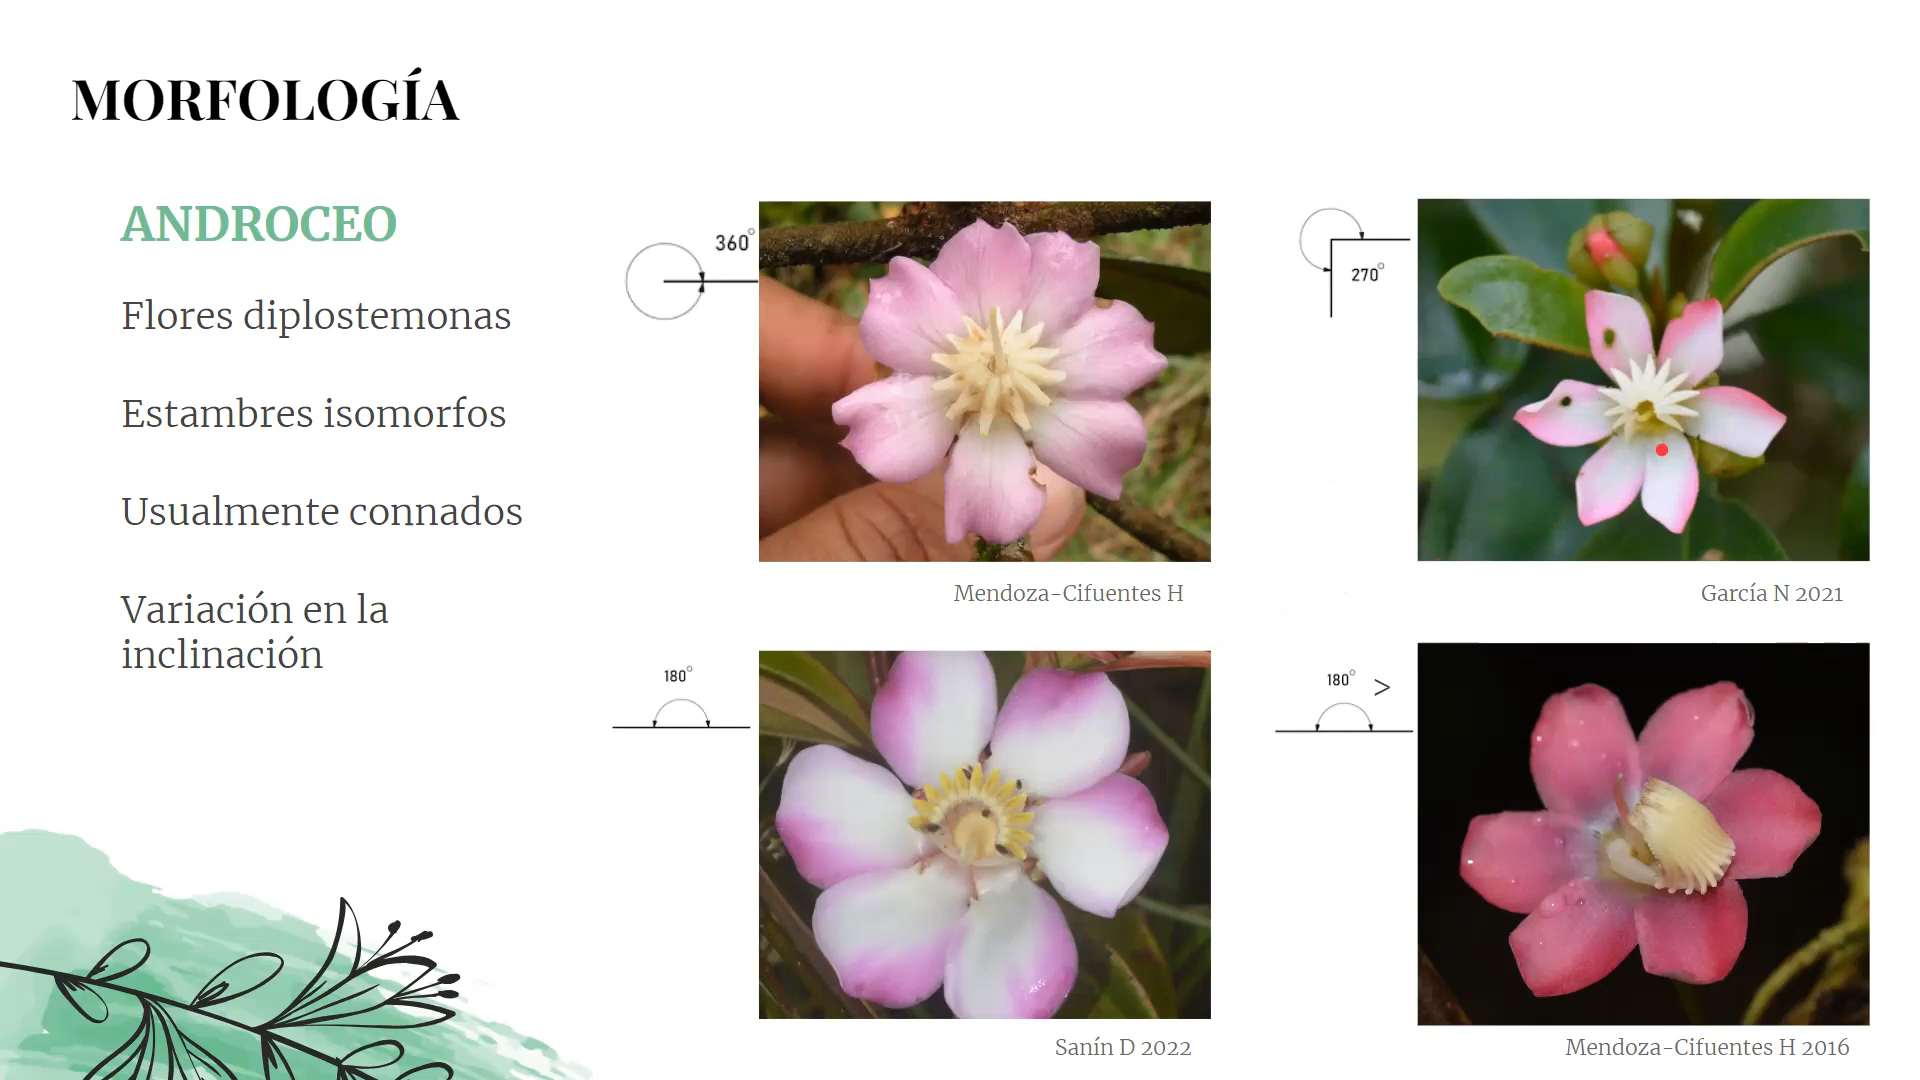 MORFOLOGÍA
ANDROCEO
Flores diplostemonas
Estambres isomorfos
Usualmente connados
Variación en la
inclinación
360°
Mendoza-Cifuentes H
270°
García N 2021
180°
Sanín D 2022
180° >
Mendoza-Cifuentes H 2016